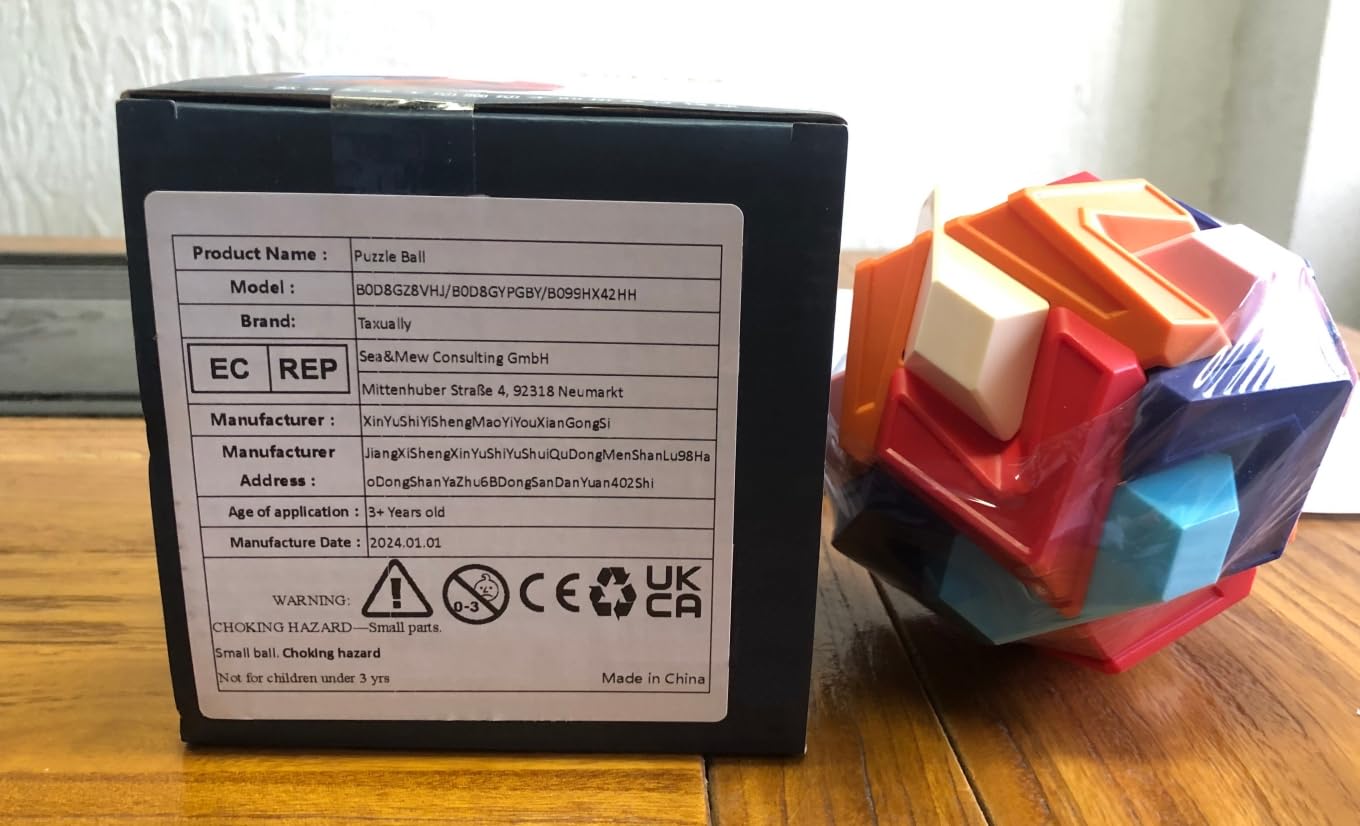 Product Name :
Puzzle Ball
Model :
B0D8GZ8VHJ/B0D8GYPGBY/B099HX42HH
Brand:
Taxually
EC REP
Sea&Mew Consulting GmbH
Mittenhuber Straße 4, 92318 Neumarkt
Manufacturer :
XinYuShiYiShengMaoYiYouXianGongSi
Manufacturer
Address :
JiangXiShengXinYuShiYuShuiQuDongMenShanLu98Ha
oDongShanYaZhu6BDongSanDanYuan402Shi
Age of application :
3+ Years old
Manufacture Date :
2024.01.01
WARNING:
0-3
CE
UK
CA
CHOKING HAZARD—Small parts.
Small ball. Choking hazard
Not for children under 3 yrs
Made in China